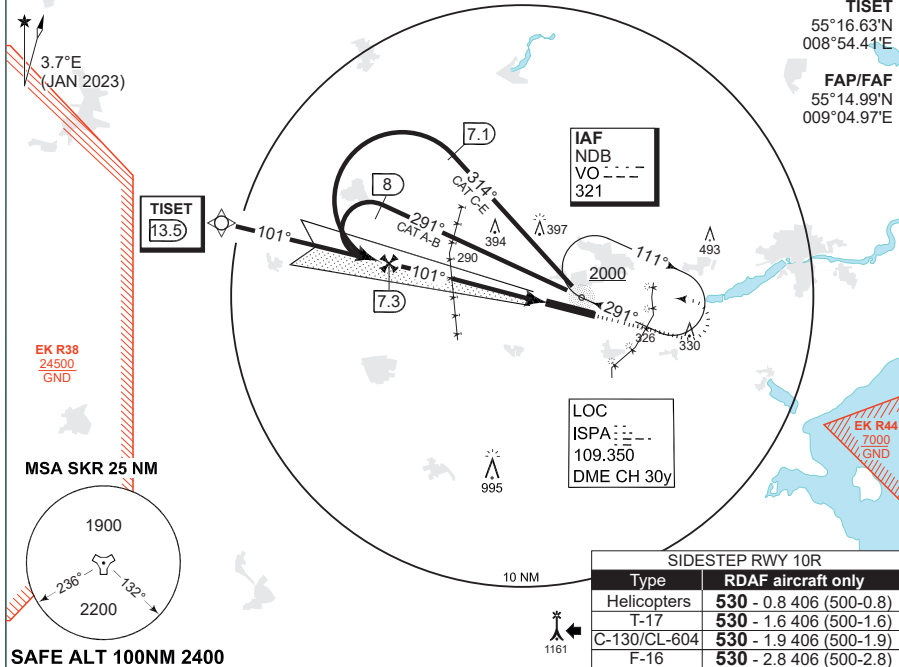 TISET
55°16.63'N
008°54.41'E
FAP/FAF
55°14.99'N
009°04.97'E
3.7°E
(JAN 2023)
7.1
IAF
NDB
VO
321
314°
CAT C-E
8
TISET
13.5
291°
CAT A-B
101°
394
397
493
290
111°
2000
101°
7.3
291°
326
330
EK R38
24500
GND
LOC
ISPA
109.350
DME CH 30y
EK R44
7000
GND
MSA SKR 25 NM
995
1900
236°
132°
2200
10 NM
1161
SAFE ALT 100NM 2400
SIDESTEP RWY 10R
Type RDAF aircraft only
Helicopters 530 - 0.8 406 (500-0.8)
T-17 530 - 1.6 406 (500-1.6)
C-130/CL-604 530 - 1.9 406 (500-1.9)
F-16 530 - 2.8 406 (500-2.8)